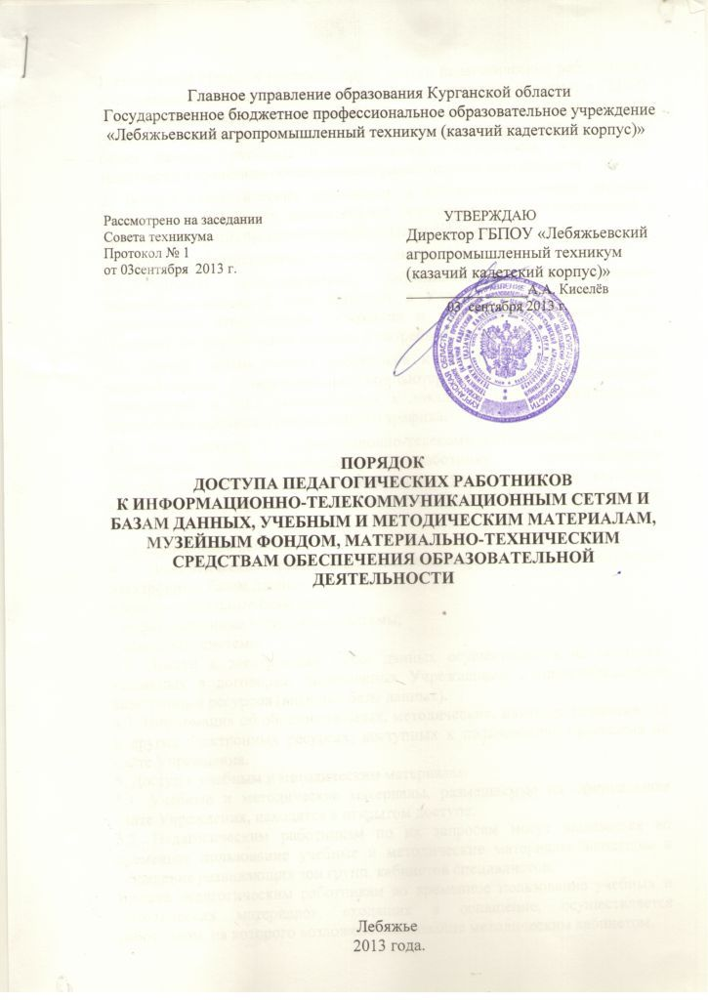 Главное управление образования Курганской области
Государственное бюджетное профессиональное образовательное учреждение
«Лебяжьевский агропромышленный техникум (казачий кадетский корпус)»
Рассмотрено на заседании
Совета техникума
Протокол № 1
от 03сентября 2013 г.
УТВЕРЖДАЮ
Директор ГБПОУ «Лебяжьевский
агропромышленный техникум
(казачий кадетский корпус)»
А.А. Киселёв
03 сентября 2013 г.
ПОРЯДОК
ДОСТУПА ПЕДАГОГИЧЕСКИХ РАБОТНИКОВ
К ИНФОРМАЦИОННО-ТЕЛЕКОММУНИКАЦИОННЫМ СЕТЯМ И
БАЗАМ ДАННЫХ, УЧЕБНЫМ И МЕТОДИЧЕСКИМ МАТЕРИАЛАМ,
МУЗЕЙНЫМ ФОНДОМ, МАТЕРИАЛЬНО-ТЕХНИЧЕСКИМ
СРЕДСТВАМ ОБЕСПЕЧЕНИЯ ОБРАЗОВАТЕЛЬНОЙ
ДЕЯТЕЛЬНОСТИ
Лебяжье
2013 года.